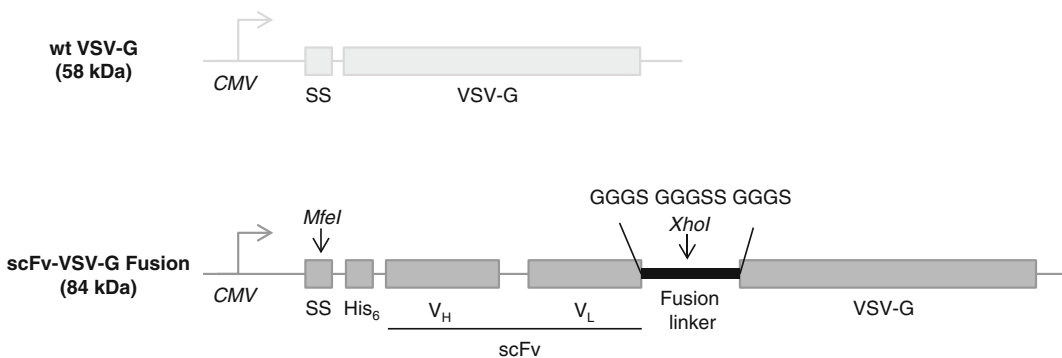 wt VSV-G
(58 kDa)
CMV
SS
VSV-G
GGGS GGGSS GGGS
MfeI
XhoI
scFv-VSV-G Fusion
(84 kDa)
CMV
SS
His6
VH
VL
Fusion
linker
VSV-G
scFv